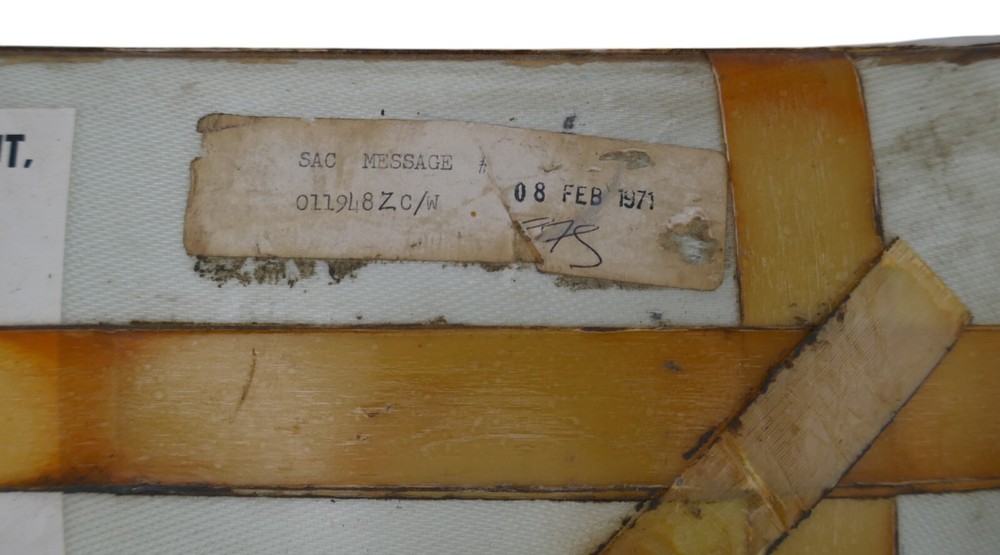 SAC MESSAGE #
011948Z C/W
08 FEB 1971